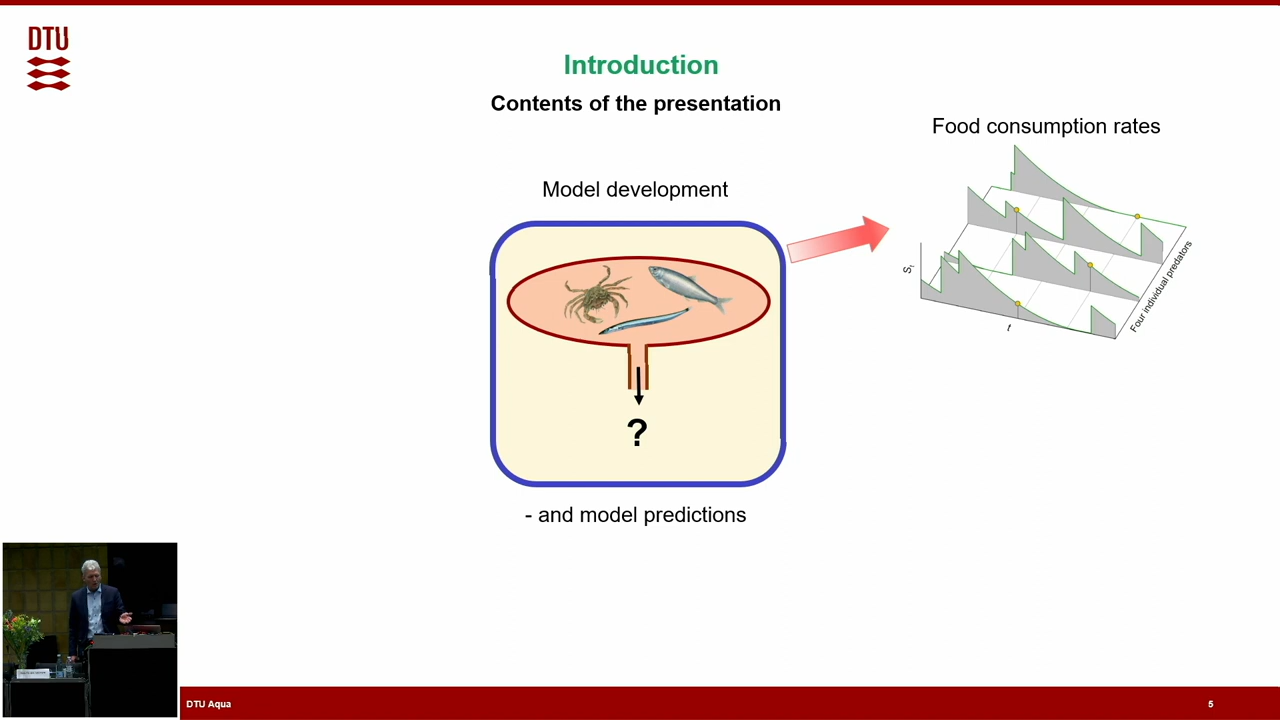 DTU
Introduction
Contents of the presentation
Food consumption rates
Model development
St
t
Four individual predators
?
- and model predictions
DTU Aqua
5